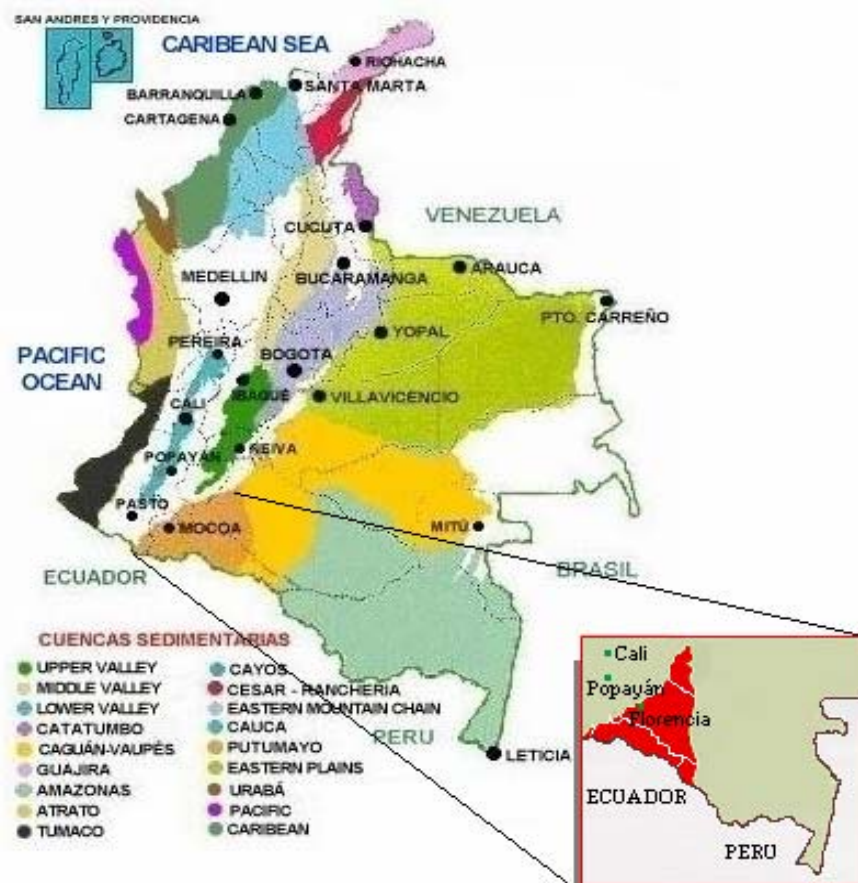 SAN ANDRES Y PROVIDENCIA
CARIBEAN SEA
RIOHACHA
SANTA MARTA
BARRANQUILLA
CARTAGENA
VENEZUELA
CUCUTA
BUCARAMANGA
ARAUCA
MEDELLIN
PTO. CARREÑO
YOPAL
PEREIRA
BOGOTA
PACIFIC
OCEAN
IBAGUÉ
VILLAVICENCIO
CALI
NEIVA
POPAYÁN
PASTO
MOCOA
MITÚ
ECUADOR
BRASIL
PERU
LETICIA
CUENCAS SEDIMENTARIAS
UPPER VALLEY
MIDDLE VALLEY
LOWER VALLEY
CATATUMBO
CAGUÁN-VAUPÉS
GUAJIRA
AMAZONAS
ATRATO
TUMACO
CAYOS
CESAR - RANCHERIA
EASTERN MOUNTAIN CHAIN
CAUCA
PUTUMAYO
EASTERN PLAINS
URABÁ
PACIFIC
CARIBEAN
Cali
Popayán
Florencia
ECUADOR
PERU